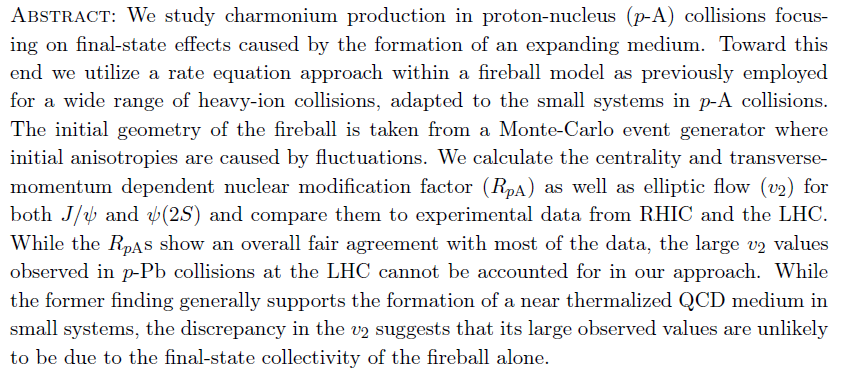 ABSTRACT: We study charmonium production in proton-nucleus (p-A) collisions focus-
ing on final-state effects caused by the formation of an expanding medium. Toward this
end we utilize a rate equation approach within a fireball model as previously employed
for a wide range of heavy-ion collisions, adapted to the small systems in p-A collisions.
The initial geometry of the fireball is taken from a Monte-Carlo event generator where
initial anisotropies are caused by fluctuations. We calculate the centrality and transverse-
momentum dependent nuclear modification factor (R_{pA}) as well as elliptic flow (v_2) for
both J/ψ and ψ(2S) and compare them to experimental data from RHIC and the LHC.
While the R_{pA}s show an overall fair agreement with most of the data, the large v_2 values
observed in p-Pb collisions at the LHC cannot be accounted for in our approach. While
the former finding generally supports the formation of a near thermalized QCD medium in
small systems, the discrepancy in the v_2 suggests that its large observed values are unlikely
to be due to the final-state collectivity of the fireball alone.